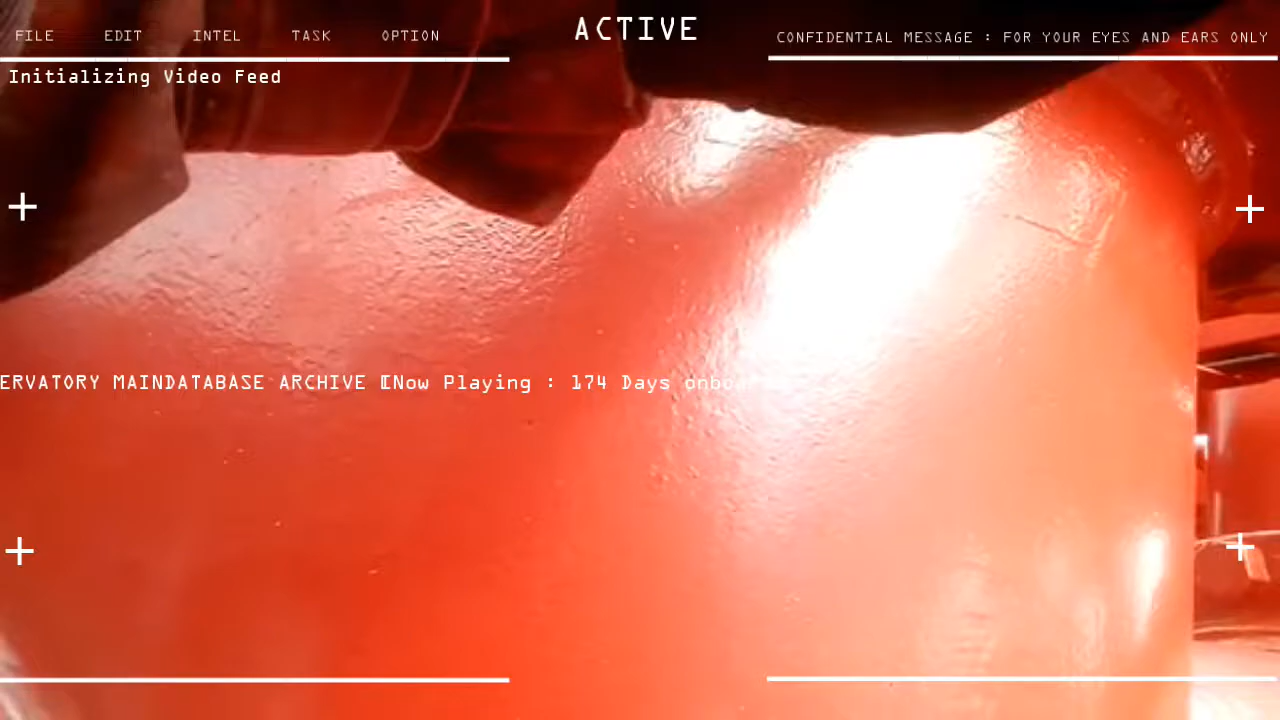 FILE EDIT INTEL TASK OPTION
ACTIVE
CONFIDENTIAL MESSAGE : FOR YOUR EYES AND EARS ONLY
Initializing Video Feed
ERVATORY MAINDATABASE ARCHIVE Now Playing : 174 Days